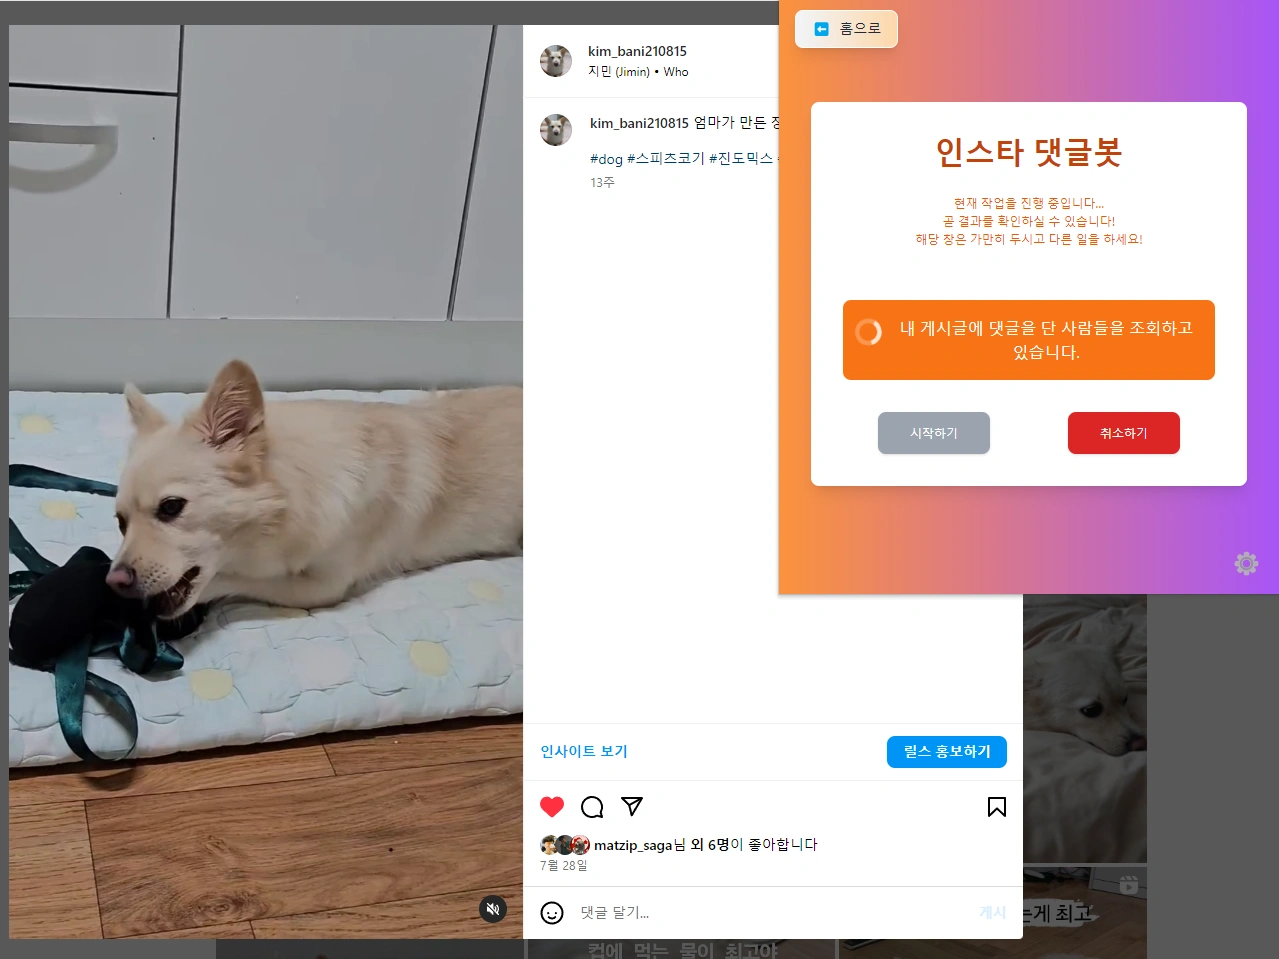 kim_bani210815
지민 (Jimin) • Who
kim_bani210815 엄마가 만든
#dog #스피츠코기 #진도믹스
13주
인사이트 보기
릴스 홍보하기
matzip_saga님 외 6명이 좋아합니다
7월 28일
댓글 달기...
게시
홈으로
인스타 댓글봇
현재 작업을 진행 중입니다...
곧 결과를 확인하실 수 있습니다!
해당 창은 가만히 두시고 다른 일을 하세요!
내 게시글에 댓글을 단 사람들을 조회하고
있습니다.
시작하기
취소하기
는게 최고
컵에 먹는 물이 최고야